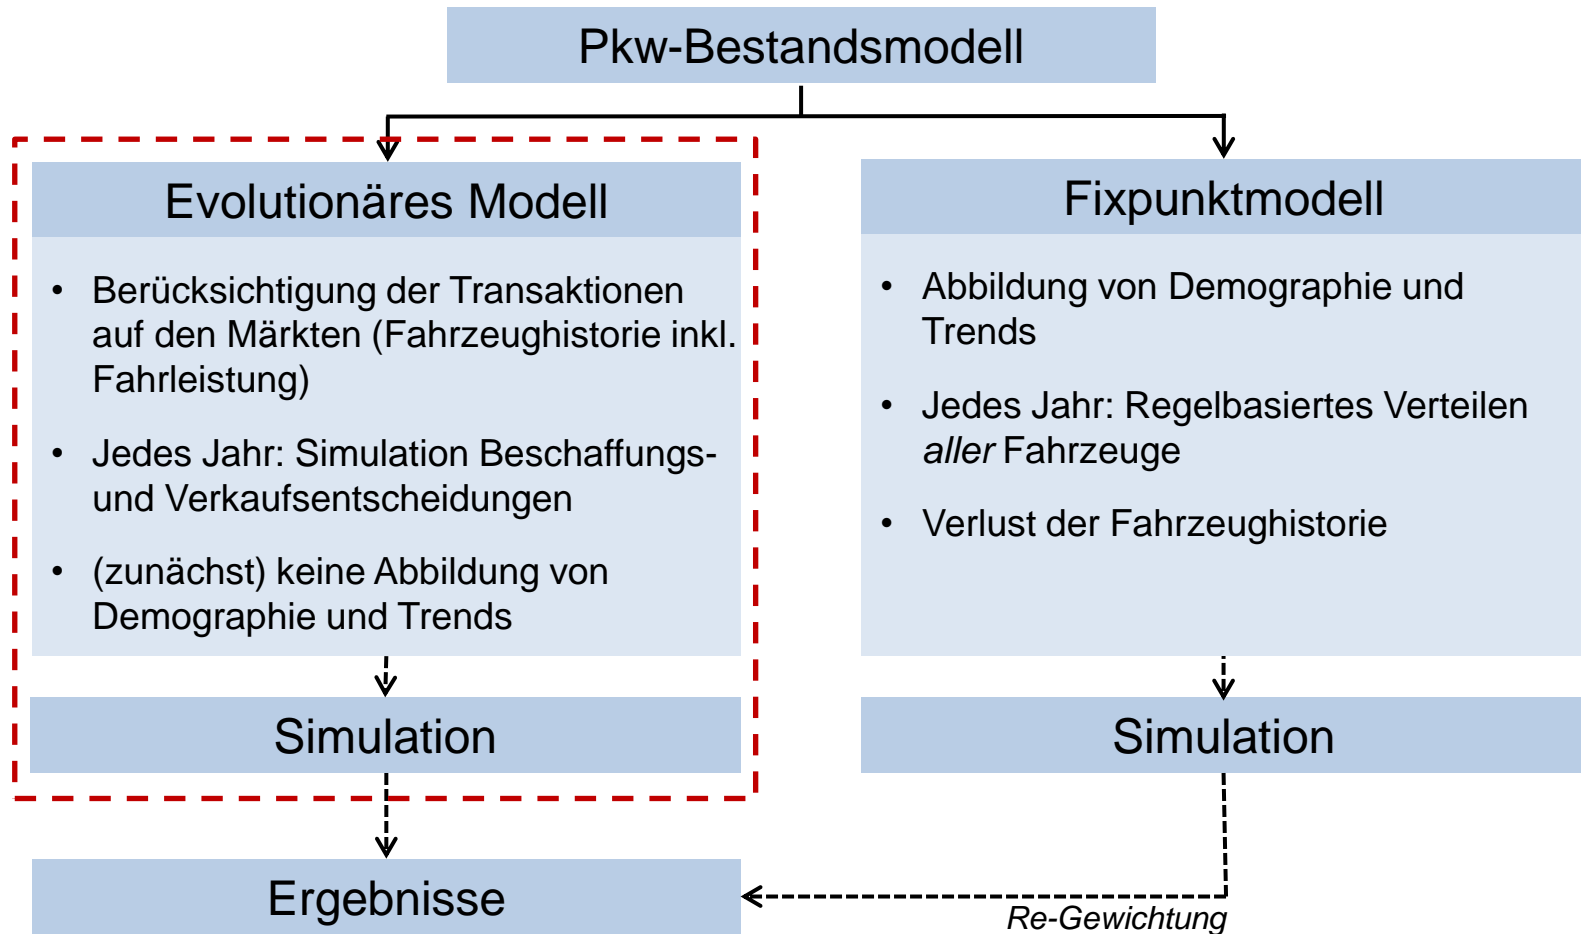 Pkw-Bestandsmodell
Evolutionäres Modell
• Berücksichtigung der Transaktionen
auf den Märkten (Fahrzeughistorie inkl.
Fahrleistung)
• Jedes Jahr: Simulation Beschaffungs-
und Verkaufsentscheidungen
• (zunächst) keine Abbildung von
Demographie und Trends
Simulation
Ergebnisse
Fixpunktmodell
• Abbildung von Demographie und
Trends
• Jedes Jahr: Regelbasiertes Verteilen
aller Fahrzeuge
• Verlust der Fahrzeughistorie
Simulation
Re-Gewichtung